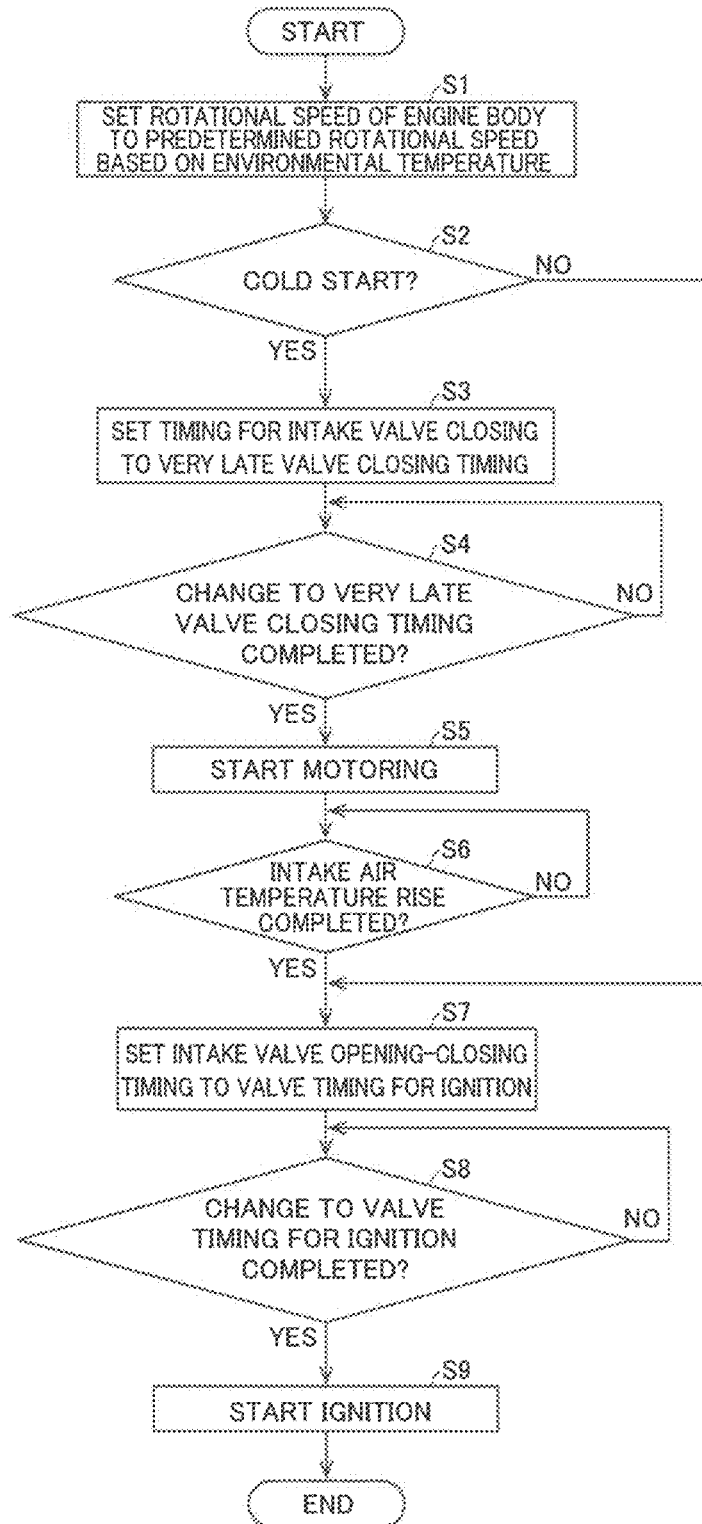 START
S1
SET ROTATIONAL SPEED OF ENGINE BODY
TO PREDETERMINED ROTATIONAL SPEED
BASED ON ENVIRONMENTAL TEMPERATURE
S2
COLD START?
NO
YES
S3
SET TIMING FOR INTAKE VALVE CLOSING
TO VERY LATE VALVE CLOSING TIMING
S4
CHANGE TO VERY LATE
VALVE CLOSING TIMING
COMPLETED?
NO
YES
S5
START MOTORING
S6
INTAKE AIR
TEMPERATURE RISE
COMPLETED?
NO
YES
S7
SET INTAKE VALVE OPENING-CLOSING
TIMING TO VALVE TIMING FOR IGNITION
S8
CHANGE TO VALVE
TIMING FOR IGNITION
COMPLETED?
NO
YES
S9
START IGNITION
END